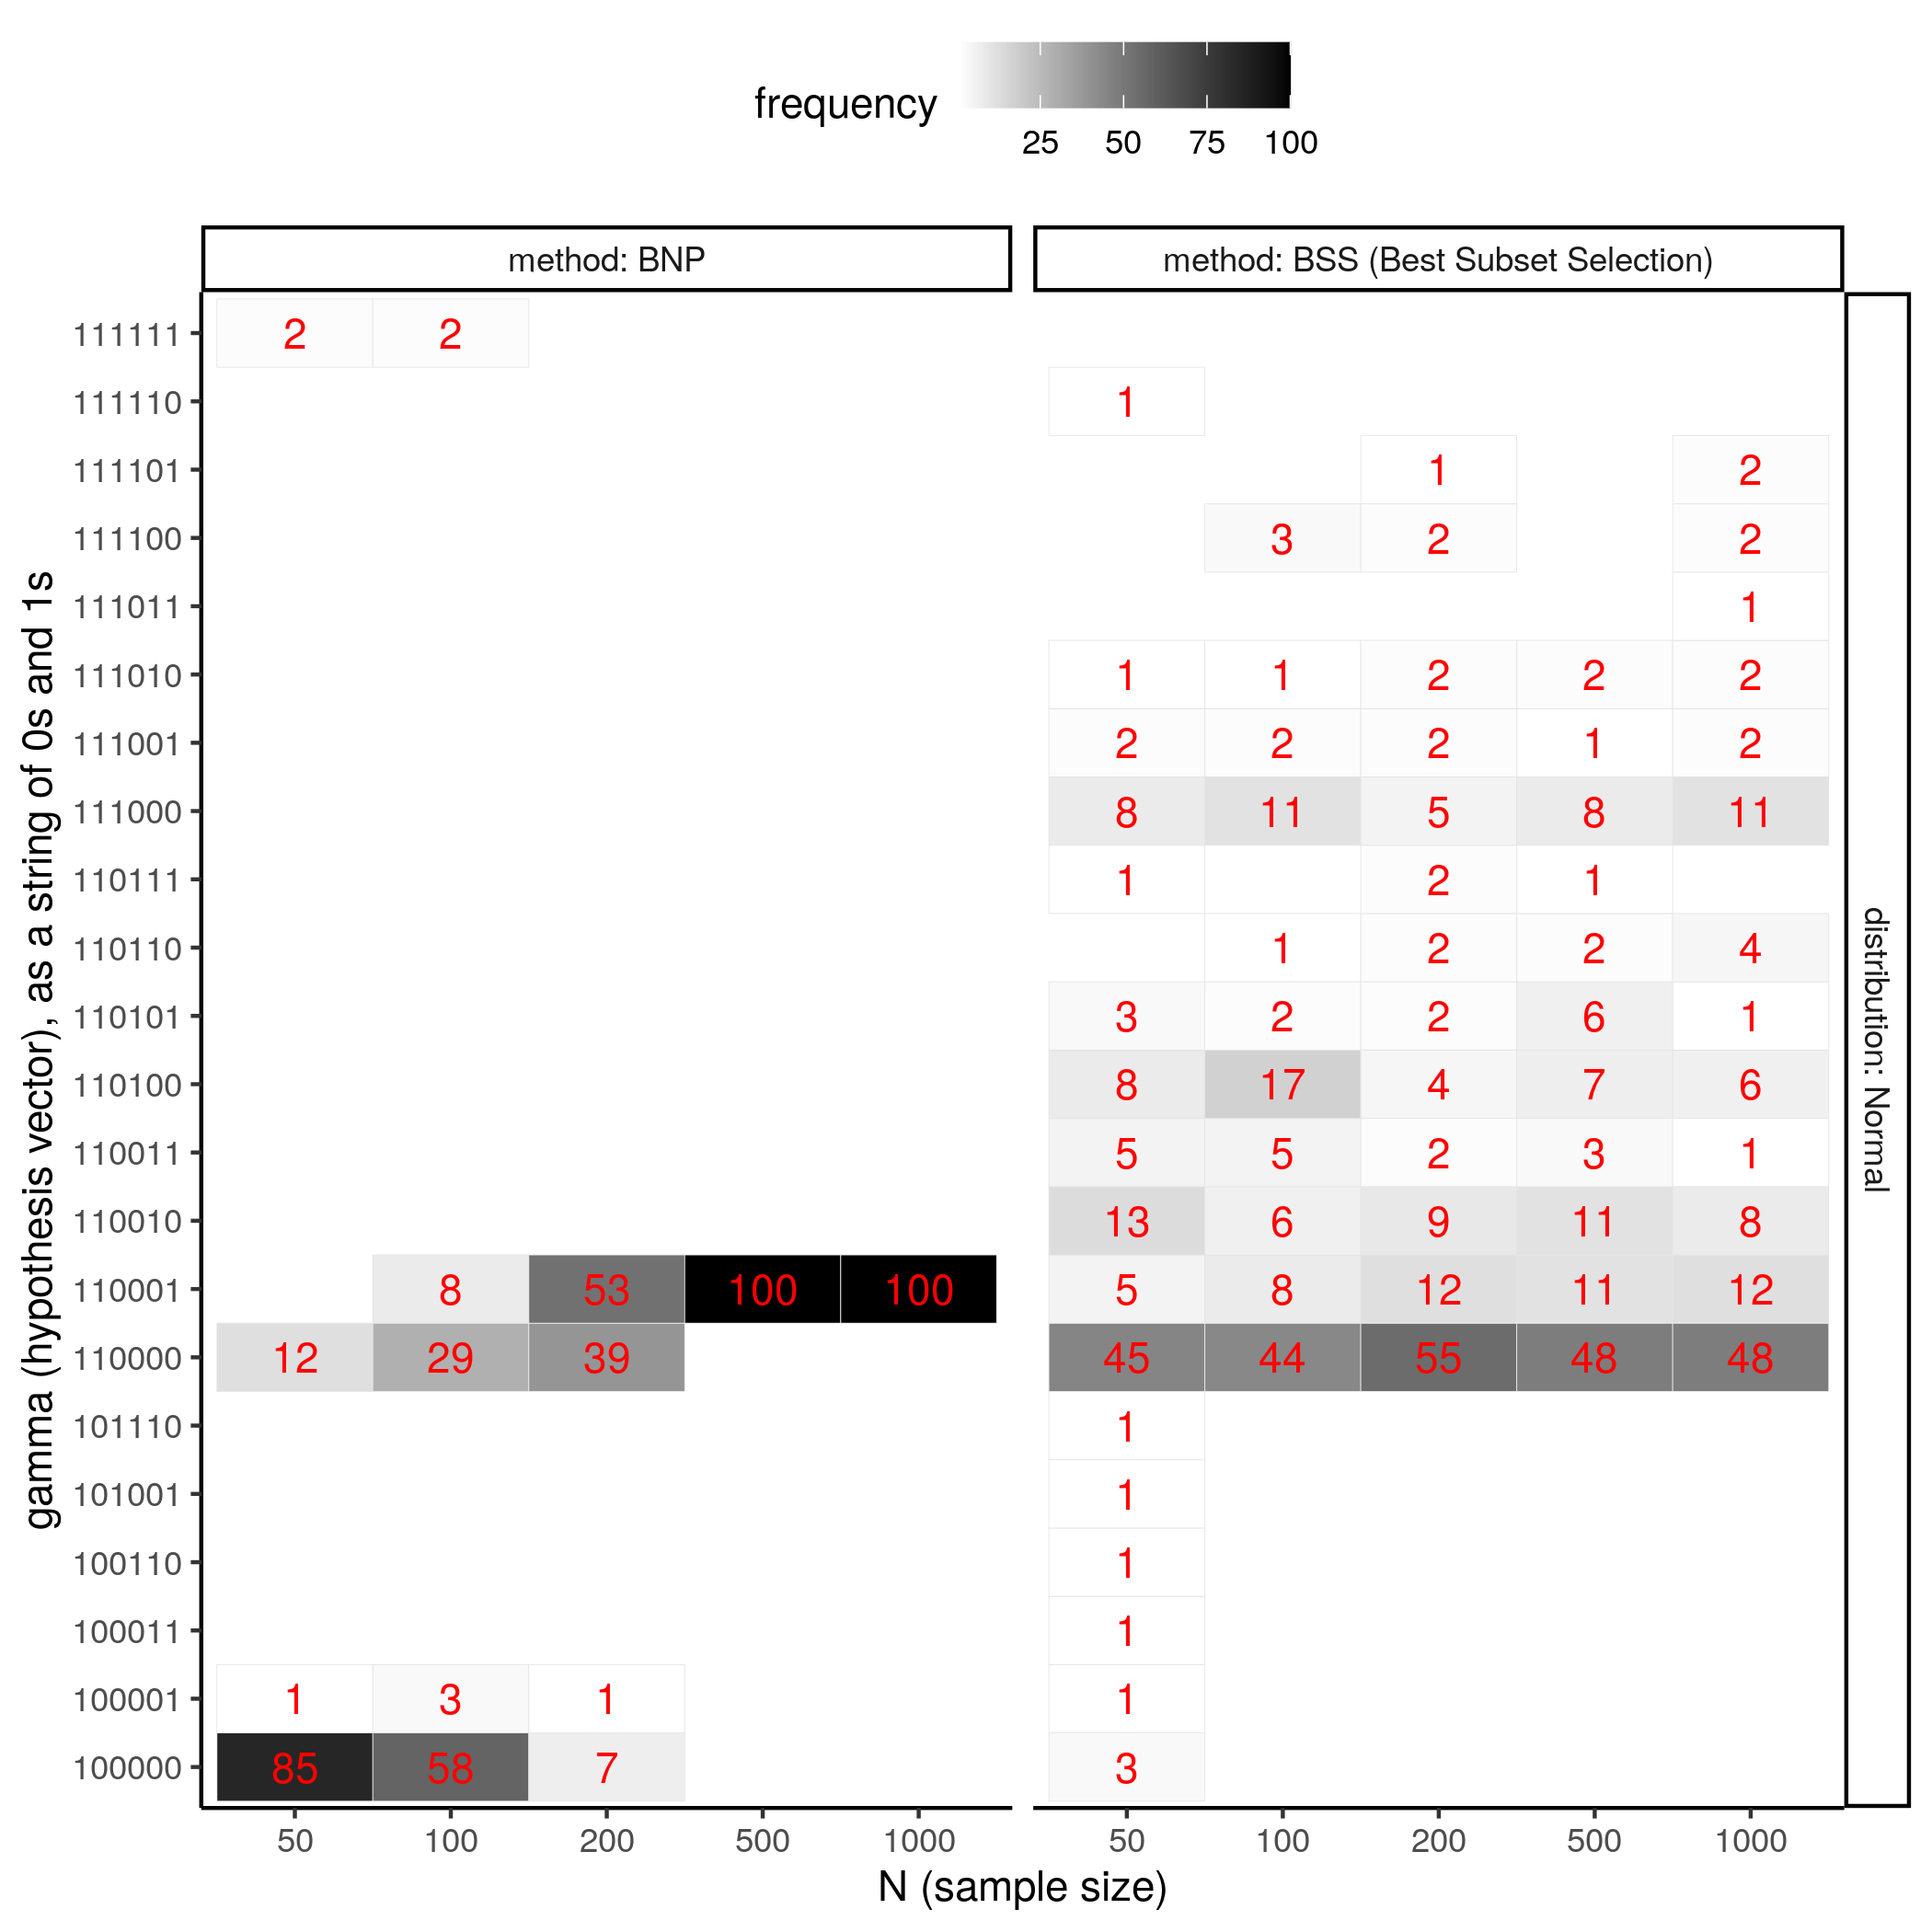 frequency
25 50 75 100
method: BNP
method: BSS (Best Subset Selection)
gamma (hypothesis vector), as a string of 0s and 1s
111111 2 2
111110 1
111101 1 2
111100 3 2 2
111011 1
111010 1 1 2 2 2
111001 2 2 2 1 2
111000 8 11 5 8 11
110111 1 2 1
110110 1 2 2 4
110101 3 2 2 6 1
110100 8 17 4 7 6
110011 5 5 2 3 1
110010 13 6 9 11 8
110001 8 53 100 100 5 8 12 11 12
110000 12 29 39 45 44 55 48 48
101110 1
101001 1
100110 1
100011 1
100001 1 3 1 1
100000 85 58 7 3
distribution: Normal
50 100 200 500 1000 50 100 200 500 1000
N (sample size)